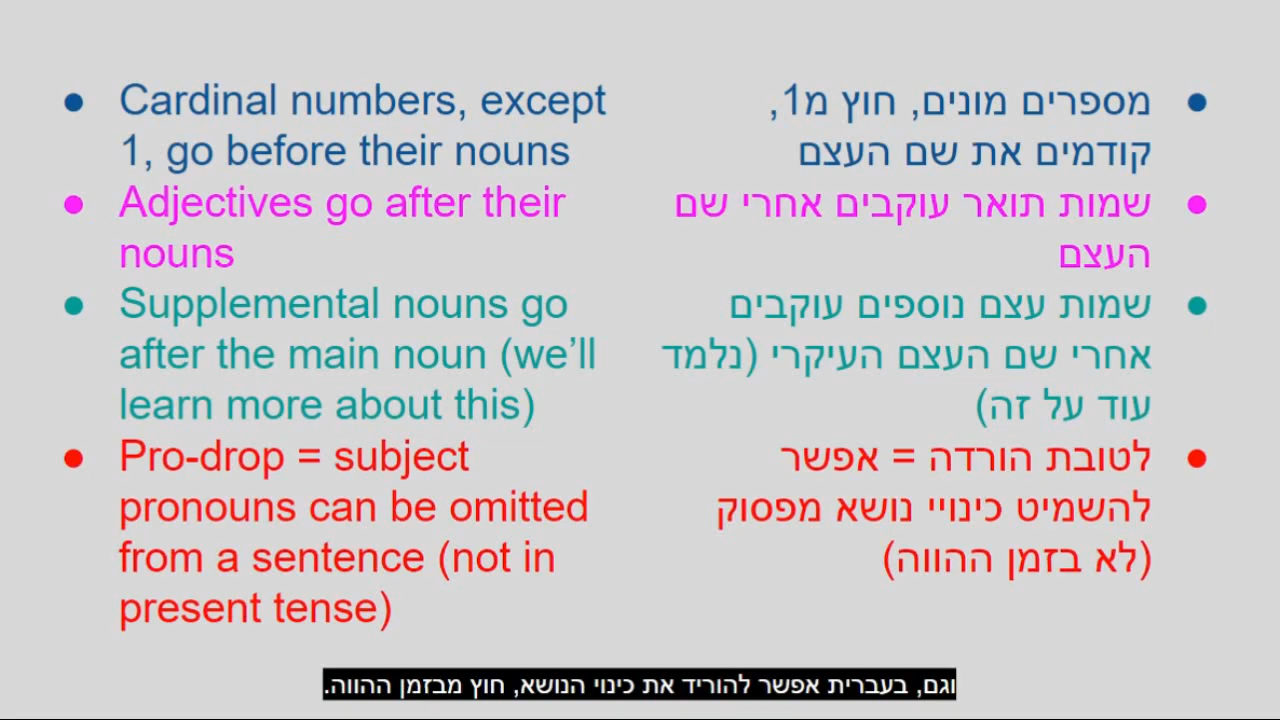 Cardinal numbers, except
1, go before their nouns
Adjectives go after their
nouns
Supplemental nouns go
after the main noun (we’ll
learn more about this)
Pro-drop = subject
pronouns can be omitted
from a sentence (not in
present tense)
מספרים מונים, חוץ מ1,
קודמים את שם העצם
שמות תואר עוקבים אחרי שם
העצם
שמות עצם נוספים עוקבים
אחרי שם העצם העיקרי (נלמד
עוד על זה)
לטובת הורדה = אפשר
להשמיט כינויי נושא מפסוק
(לא בזמן ההווה)
וגם, בעברית אפשר להוריד את כינוי הנושא, חוץ מבזמן ההווה.